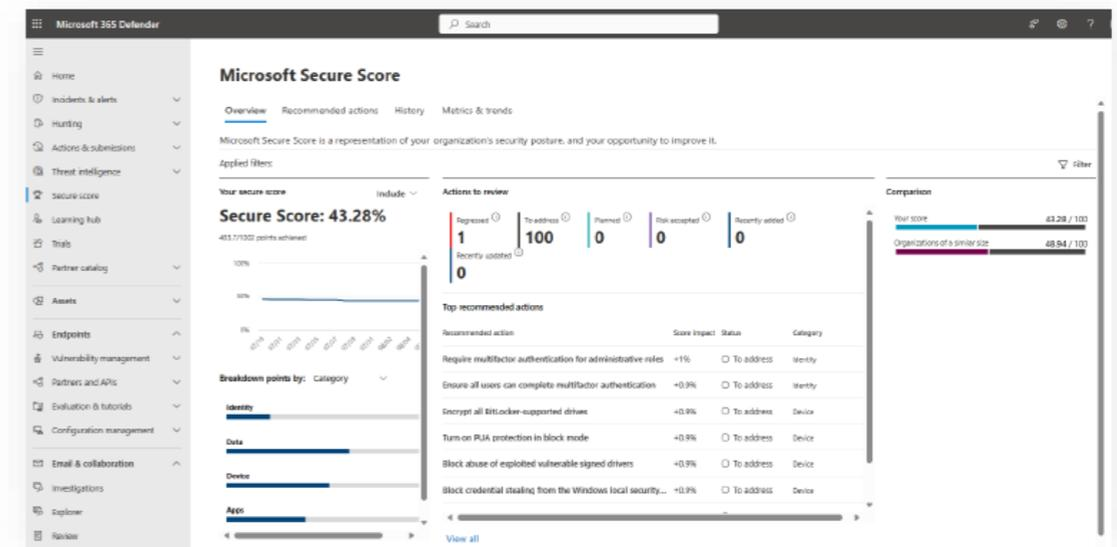 Microsoft 365 Defender
Search
?
Home
Incidents & alerts
Hunting
Actions & submissions
Threat intelligence
Secure score
Learning hub
Trials
Partner catalog
Assets
Endpoints
Vulnerability management
Partners and APIs
Evaluation & tutorials
Configuration management
Email & collaboration
Investigations
Explorer
Review
Microsoft Secure Score
Overview Recommended actions History Metrics & trends
Microsoft Secure Score is a representation of your organization's security posture, and your opportunity to improve it.
Applied filters:
Filter
Your secure score Include
Secure Score: 43.28%
points achieved
100%
50%
0%
Breakdown points by: Category
Identity
Data
Device
Apps
Actions to review
Regressed To address Planned Risk accepted Recently added
1 100 0 0 0
Recently updated
0
Top recommended actions
Recommended action Score impact Status Category
Require multifactor authentication for administrative roles +1% To address Identity
Ensure all users can complete multifactor authentication +0.9% To address Identity
Encrypt all BitLocker-supported drives +0.9% To address Device
Turn on PUA protection in block mode +0.9% To address Device
Block abuse of exploited vulnerable signed drivers +0.9% To address Device
Block credential stealing from the Windows local security... +0.9% To address Device
View all
Comparison
Your score 43.28 / 100
Organizations of a similar size 48.94 / 100